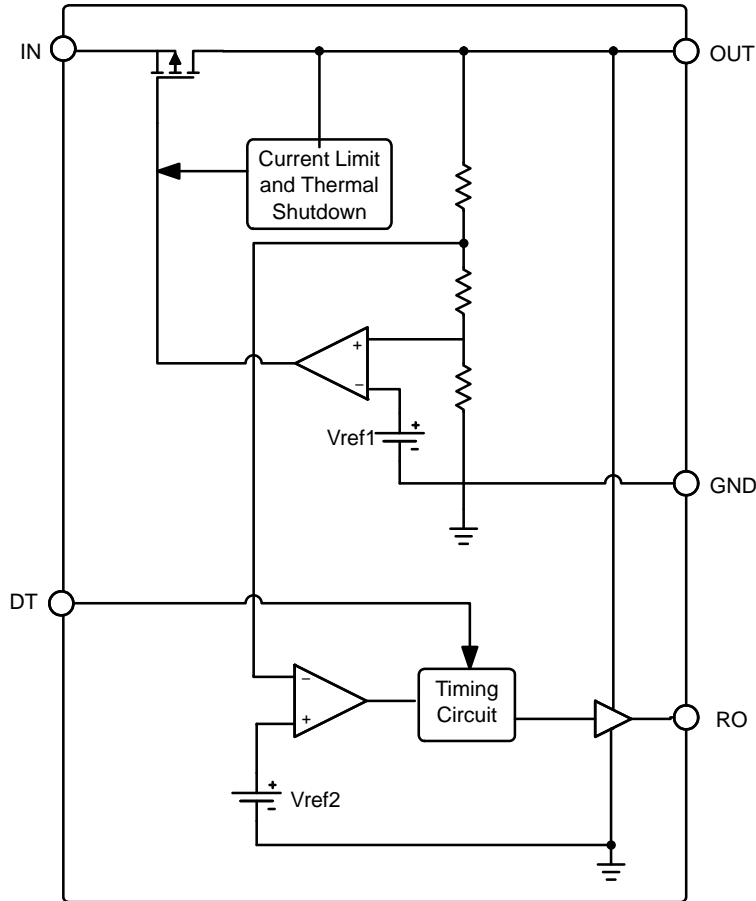 IN
OUT
Current Limit
and Thermal
Shutdown
+
–
Vref1
+
-
GND
DT
–
+
Timing
Circuit
RO
+
-
Vref2